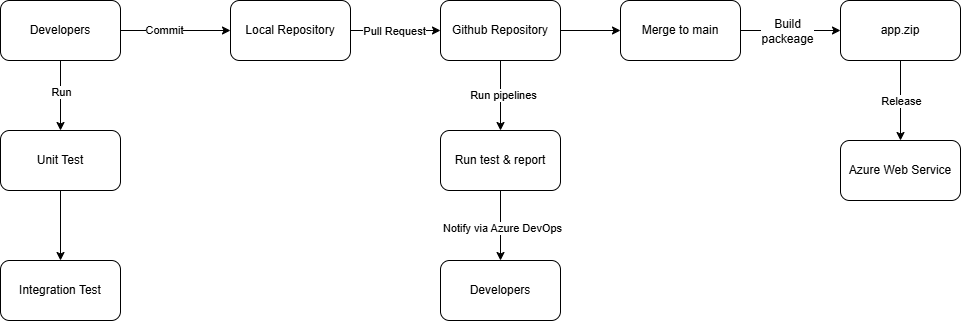 Developers
Commit
Local Repository
Pull Request
Github Repository
Merge to main
Build
packeage
app.zip
Run
Run pipelines
Release
Unit Test
Run test & report
Azure Web Service
Notify via Azure DevOps
Integration Test
Developers